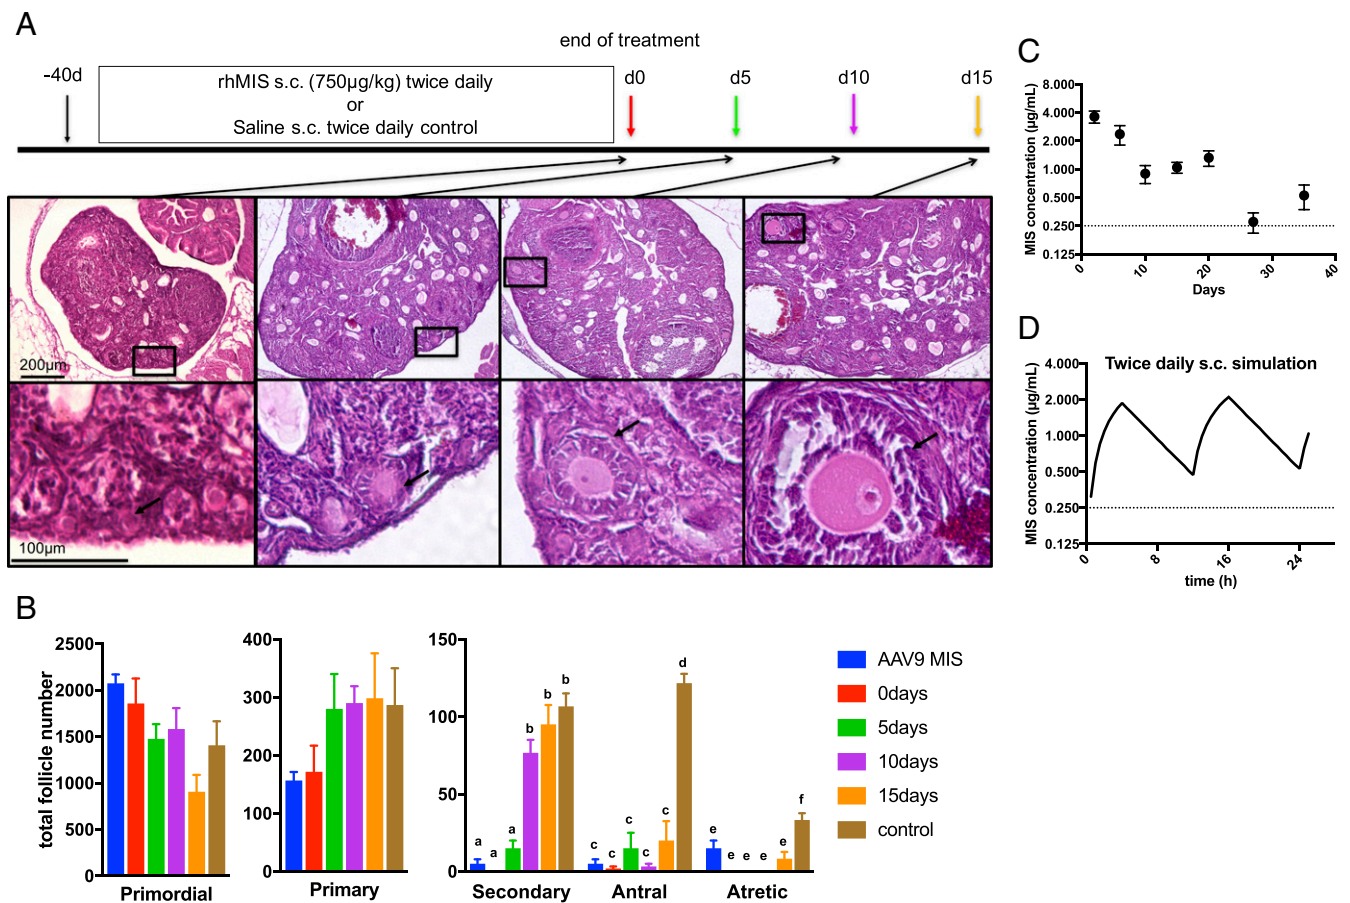 A
end of treatment
-40d
rhMIS s.c. (750µg/kg) twice daily
or
Saline s.c. twice daily control
d0
d5
d10
d15
200µm
100µm
B
total follicle number
2500
2000
1500
1000
500
0
Primordial
400
300
200
100
0
Primary
150
100
50
0
a
a
a
b
b
b
Secondary
c
c
c
c
c
d
Antral
e
e
e
e
e
f
Atretic
AAV9 MIS
0days
5days
10days
15days
control
C
MIS concentration (µg/mL)
8.000
4.000
2.000
1.000
0.500
0.250
0.125
0
10
20
30
40
Days
D
Twice daily s.c. simulation
MIS concentration (µg/mL)
4.000
2.000
1.000
0.500
0.250
0.125
0
8
16
24
time (h)